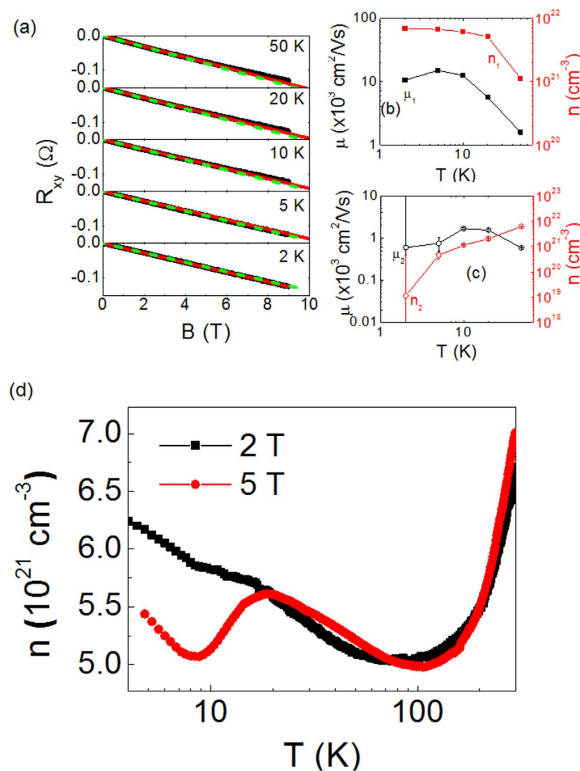 (a)
0.0
50 K
-0.1
0.0
20 K
-0.1
0.0
10 K
-0.1
0.0
5 K
-0.1
0.0
2 K
-0.1
0 2 4 6 8 10
R_xy (Ω)
B (T)
100
10
1
μ (x10³ cm²/Vs)
μ₁
n₁
(b)
10²²
10²¹
10²⁰
n (cm⁻³)
1 10
T (K)
100
10
1
0.1
0.01
μ (x10³ cm²/Vs)
μ₂
n₂
(c)
10²³
10²²
10²¹
10²⁰
10¹⁹
10¹⁸
n (cm⁻³)
1 10
T (K)
(d)
7.0
6.5
6.0
5.5
5.0
n (10²¹ cm⁻³)
2 T
5 T
10 100
T (K)